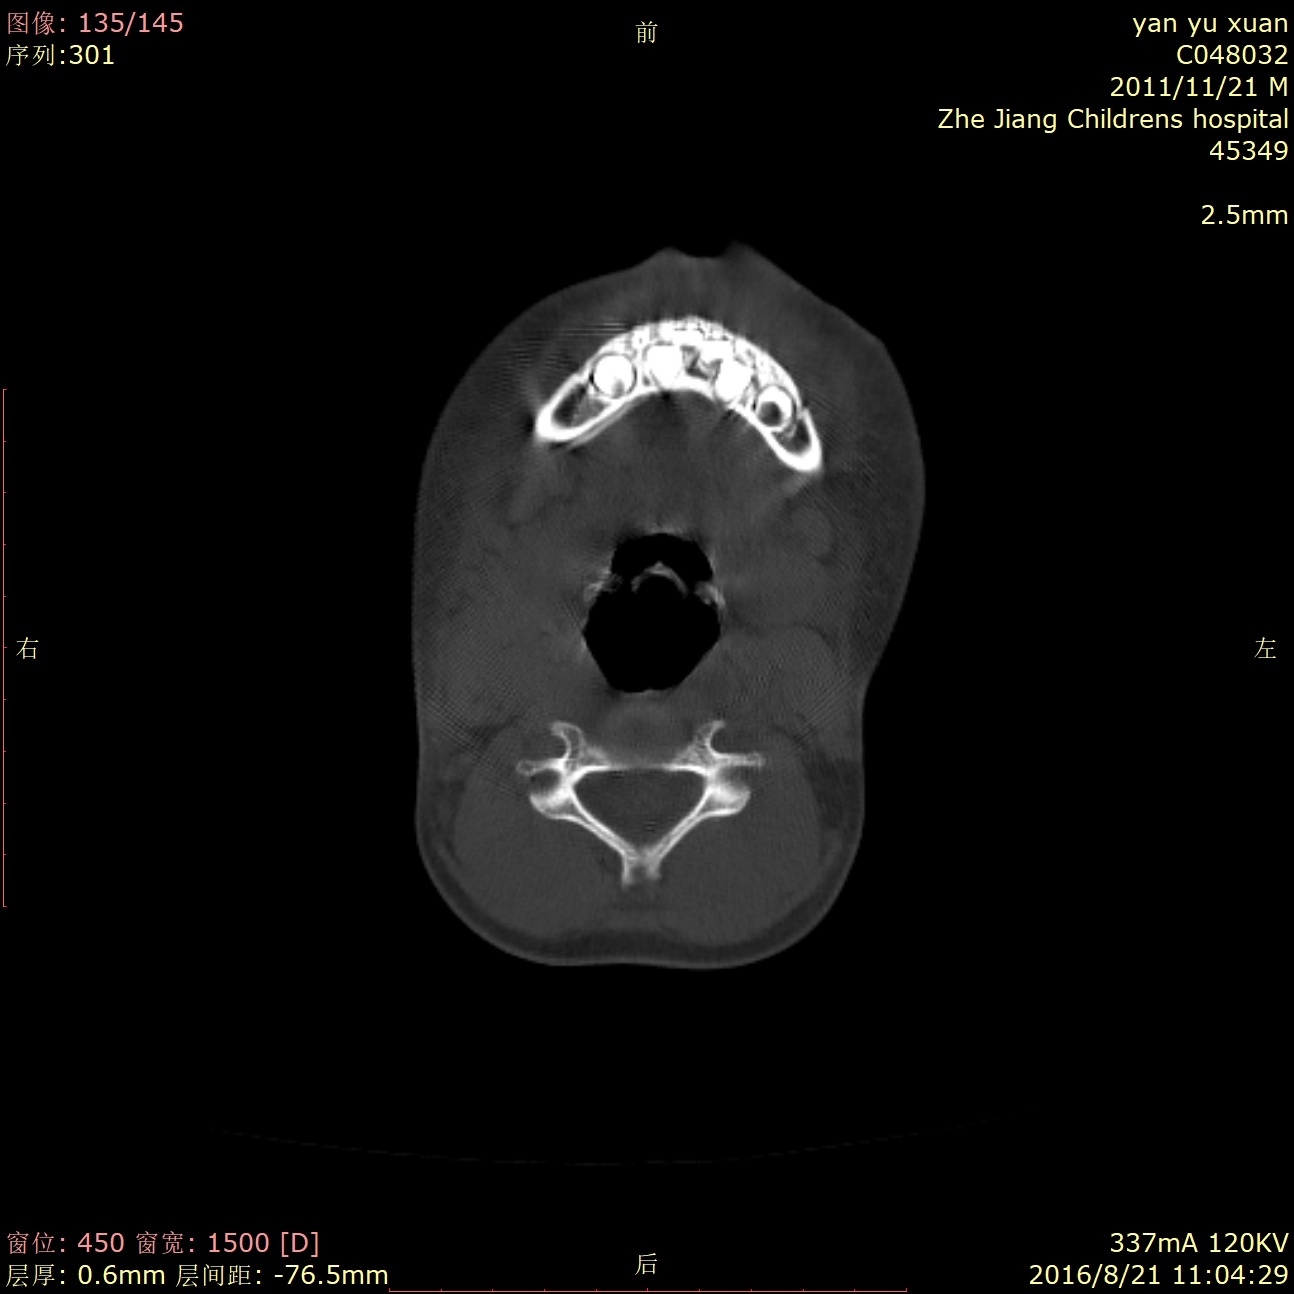 图像: 135/145
序列:301
前
yan yu xuan
C048032
2011/11/21 M
Zhe Jiang Childrens hospital
45349
2.5mm
右
左
窗位: 450 窗宽: 1500 [D]
层厚: 0.6mm 层间距: -76.5mm
后
337mA 120KV
2016/8/21 11:04:29